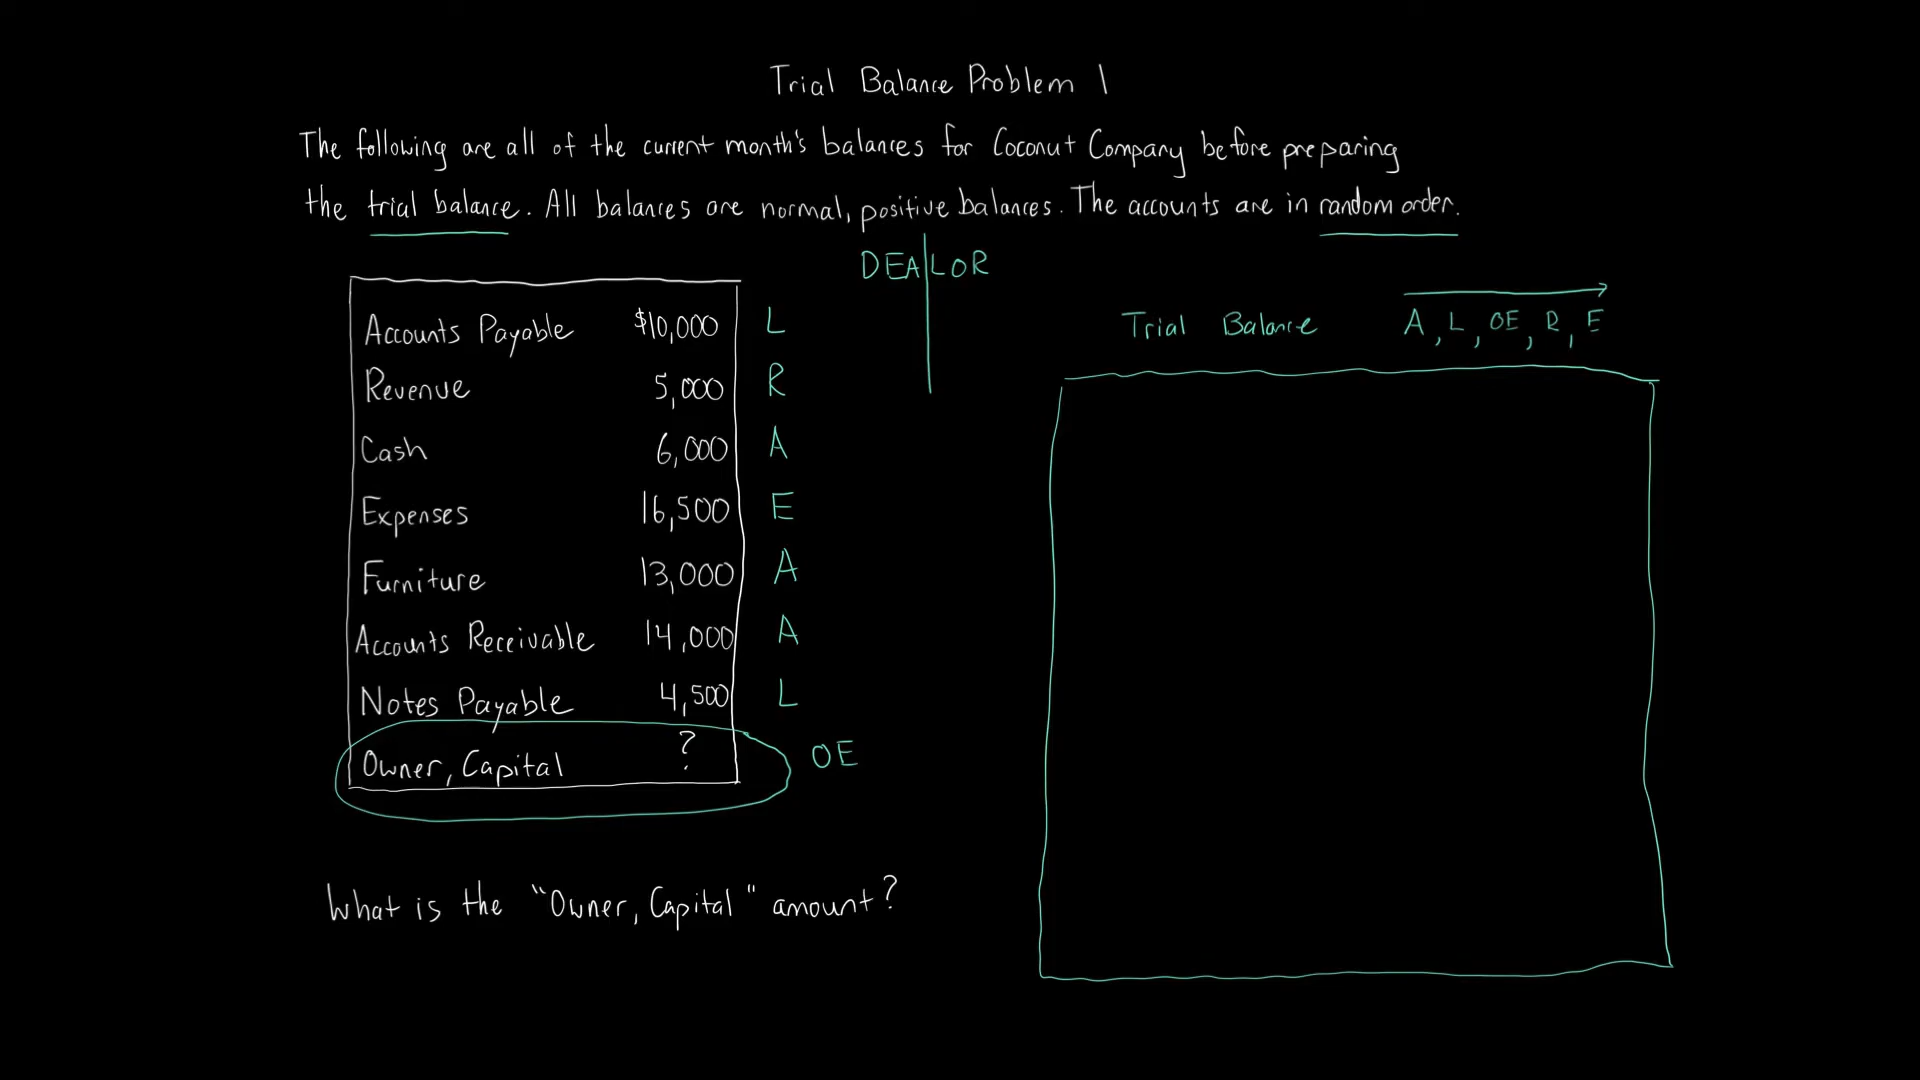 Trial Balance Problem 1
The following are all of the current month's balances for Coconut Company before preparing
the trial balance. All balances are normal, positive balances. The accounts are in random order.
DEA|LOR
Accounts Payable $10,000 L
Revenue 5,000 R
Cash 6,000 A
Expenses 16,500 E
Furniture 13,000 A
Accounts Receivable 14,000 A
Notes Payable 4,500 L
Owner, Capital ? OE
What is the "Owner, Capital" amount?
Trial Balance A, L, OE, R, E